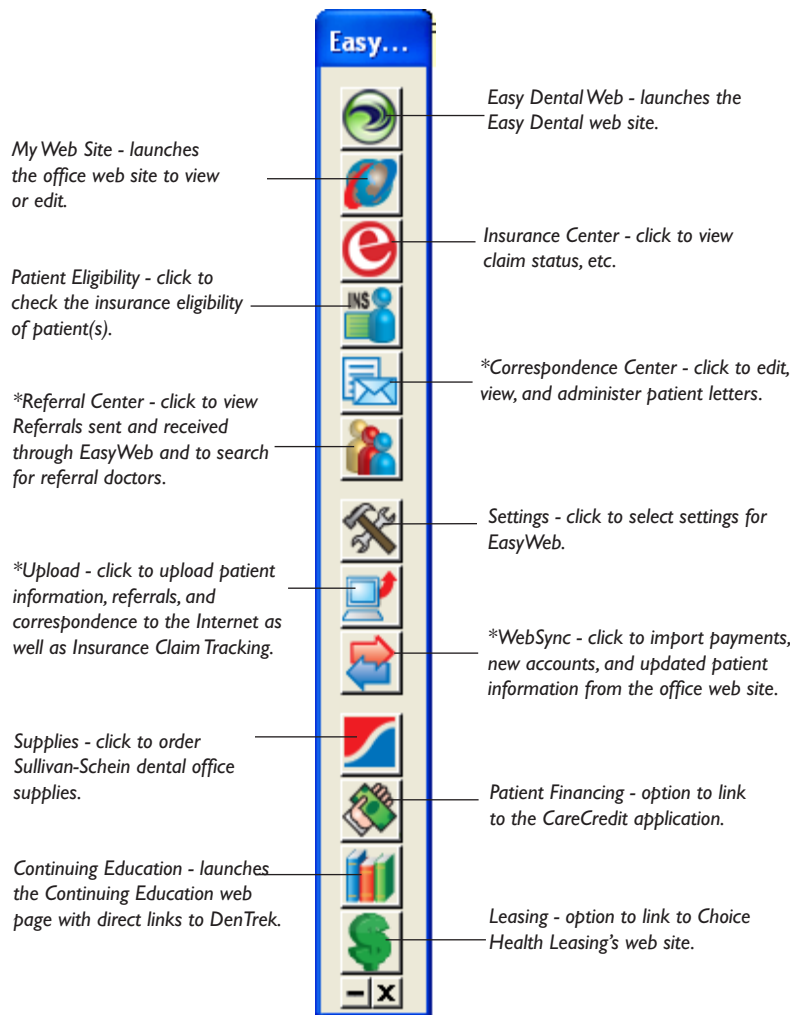 Easy...
Easy Dental Web - launches the
Easy Dental web site.
My Web Site - launches
the office web site to view
or edit.
Insurance Center - click to view
claim status, etc.
Patient Eligibility - click to
check the insurance eligibility
of patient(s).
INS
*Correspondence Center - click to edit,
view, and administer patient letters.
*Referral Center - click to view
Referrals sent and received
through EasyWeb and to search
for referral doctors.
Settings - click to select settings for
EasyWeb.
*Upload - click to upload patient
information, referrals, and
correspondence to the Internet as
well as Insurance Claim Tracking.
*WebSync - click to import payments,
new accounts, and updated patient
information from the office web site.
Supplies - click to order
Sullivan-Schein dental office
supplies.
Patient Financing - option to link
to the CareCredit application.
Continuing Education - launches
the Continuing Education web
page with direct links to DenTrek.
Leasing - option to link to Choice
Health Leasing's web site.